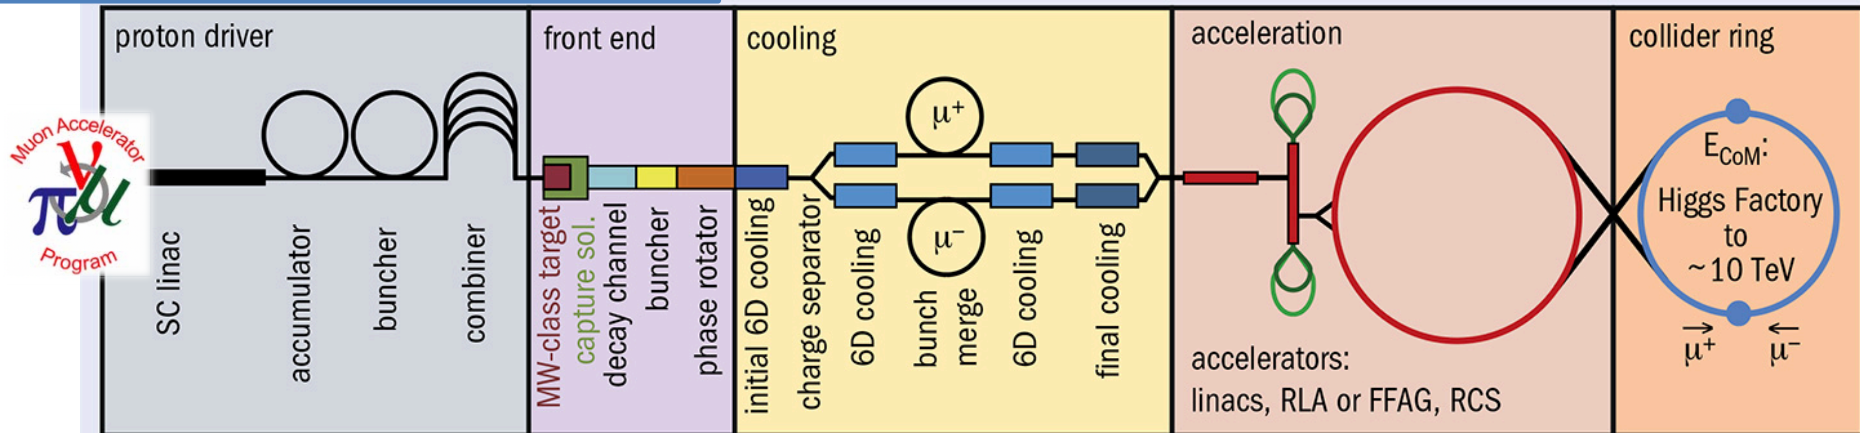 proton driver
front end
cooling
acceleration
collider ring
Muon Accelerator
νπμ
Program
SC linac
accumulator
buncher
combiner
MW-class target
capture sol.
decay channel
buncher
phase rotator
initial 6D cooling
charge separator
6D cooling
μ+
μ−
bunch
merge
6D cooling
final cooling
accelerators:
linacs, RLA or FFAG, RCS
ECoM:
Higgs Factory
to
~10 TeV
μ+ μ−